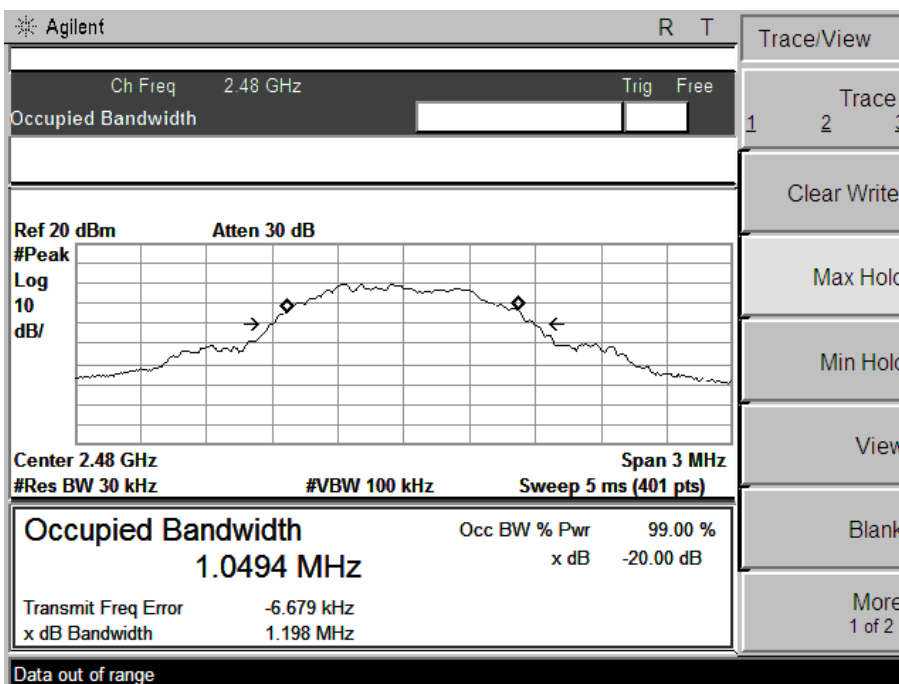 Agilent R T
Ch Freq 2.48 GHz Trig Free
Occupied Bandwidth
Ref 20 dBm Atten 30 dB
#Peak
Log
10
dB/
Center 2.48 GHz Span 3 MHz
#Res BW 30 kHz #VBW 100 kHz Sweep 5 ms (401 pts)
Occupied Bandwidth Occ BW % Pwr 99.00 %
1.0494 MHz x dB -20.00 dB
Transmit Freq Error -6.679 kHz
x dB Bandwidth 1.198 MHz
Data out of range
Trace/View
Trace
1 2 3
Clear Write
Max Hold
Min Hold
View
Blank
More
1 of 2